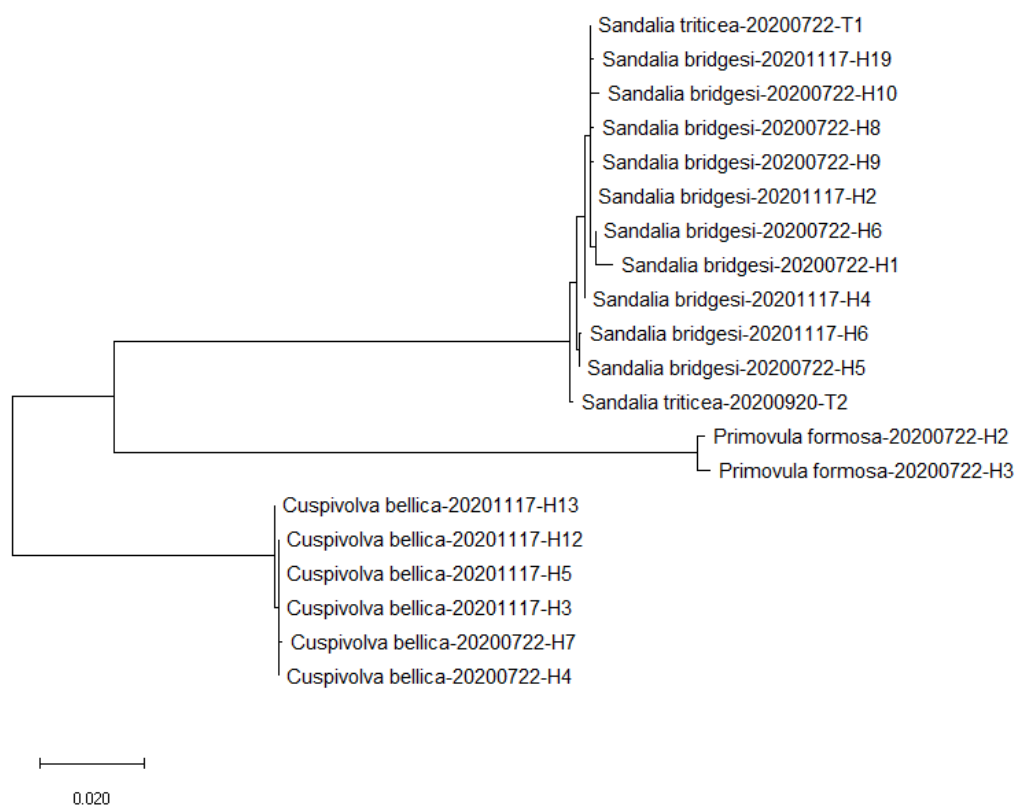 Sandalia triticea-20200722-T1
Sandalia bridgesi-20201117-H19
Sandalia bridgesi-20200722-H10
Sandalia bridgesi-20200722-H8
Sandalia bridgesi-20200722-H9
Sandalia bridgesi-20201117-H2
Sandalia bridgesi-20200722-H6
Sandalia bridgesi-20200722-H1
Sandalia bridgesi-20201117-H4
Sandalia bridgesi-20201117-H6
Sandalia bridgesi-20200722-H5
Sandalia triticea-20200920-T2
Primovula formosa-20200722-H2
Primovula formosa-20200722-H3
Cuspivolva bellica-20201117-H13
Cuspivolva bellica-20201117-H12
Cuspivolva bellica-20201117-H5
Cuspivolva bellica-20201117-H3
Cuspivolva bellica-20200722-H7
Cuspivolva bellica-20200722-H4
0.020